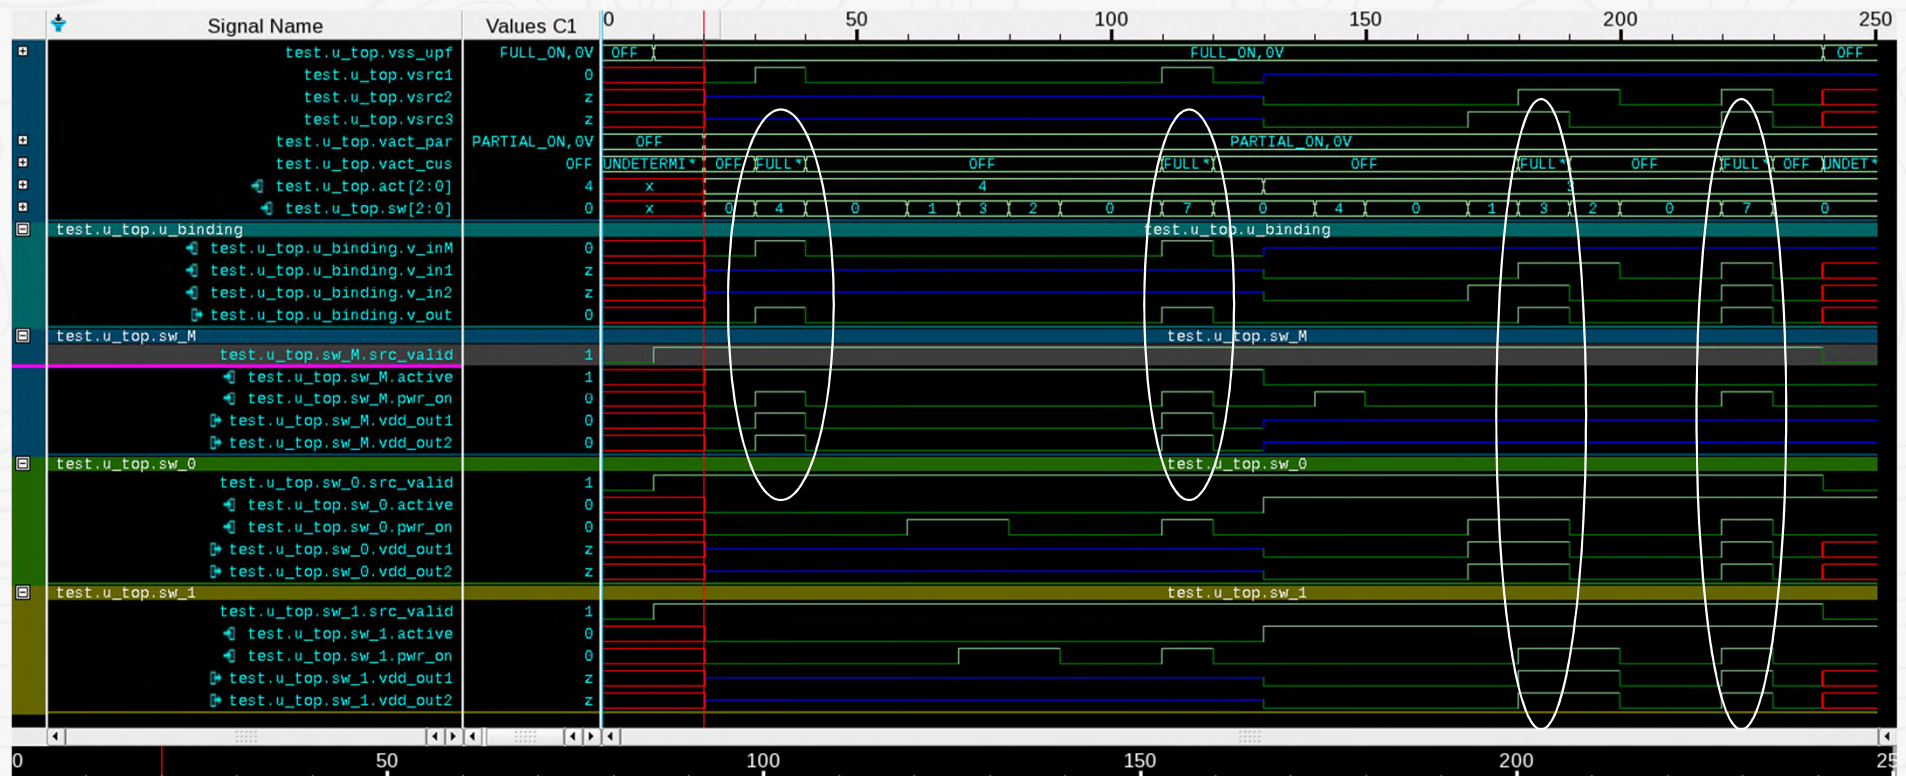 Signal Name Values C1 0 50 100 150 200 250
test.u_top.vss_upf FULL_ON,0V OFF FULL_ON,0V OFF
test.u_top.vsrc1 0
test.u_top.vsrc2 z
test.u_top.vsrc3 z
test.u_top.vact_par PARTIAL_ON,0V OFF PARTIAL_ON,0V
test.u_top.vact_cus OFF UNDETERMI* OFF FULL* OFF FULL* OFF FULL* OFF FULL* OFF UNDET*
test.u_top.act[2:0] 4 x 4 3
test.u_top.sw[2:0] 0 x 0 4 0 1 3 2 0 7 0 4 0 1 3 2 0 7 0
test.u_top.u_binding test.u_top.u_binding
test.u_top.u_binding.v_inM 0
test.u_top.u_binding.v_in1 z
test.u_top.u_binding.v_in2 z
test.u_top.u_binding.v_out 0
test.u_top.sw_M test.u_top.sw_M
test.u_top.sw_M.src_valid 1
test.u_top.sw_M.active 1
test.u_top.sw_M.pwr_on 0
test.u_top.sw_M.vdd_out1 0
test.u_top.sw_M.vdd_out2 0
test.u_top.sw_0 test.u_top.sw_0
test.u_top.sw_0.src_valid 1
test.u_top.sw_0.active 0
test.u_top.sw_0.pwr_on 0
test.u_top.sw_0.vdd_out1 z
test.u_top.sw_0.vdd_out2 z
test.u_top.sw_1 test.u_top.sw_1
test.u_top.sw_1.src_valid 1
test.u_top.sw_1.active 0
test.u_top.sw_1.pwr_on 0
test.u_top.sw_1.vdd_out1 z
test.u_top.sw_1.vdd_out2 z
0 50 100 150 200 25